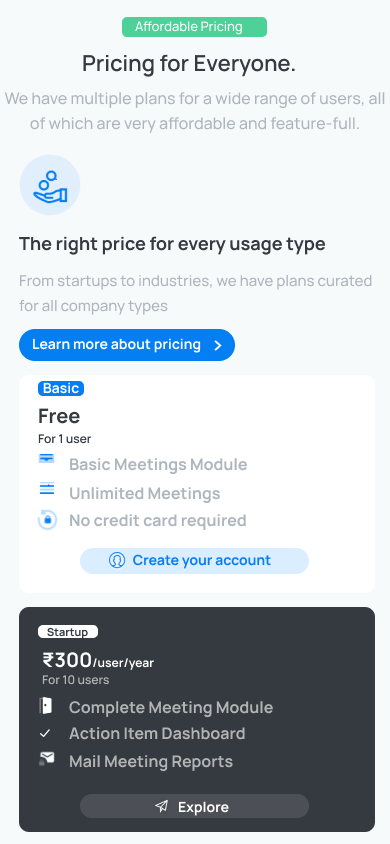 Affordable Pricing
Pricing for Everyone.
We have multiple plans for a wide range of users, all
of which are very affordable and feature-full.
The right price for every usage type
From startups to industries, we have plans curated
for all company types
Learn more about pricing
Basic
Free
For 1 user
Basic Meetings Module
Unlimited Meetings
No credit card required
Create your account
Startup
₹300/user/year
For 10 users
Complete Meeting Module
Action Item Dashboard
Mail Meeting Reports
Explore